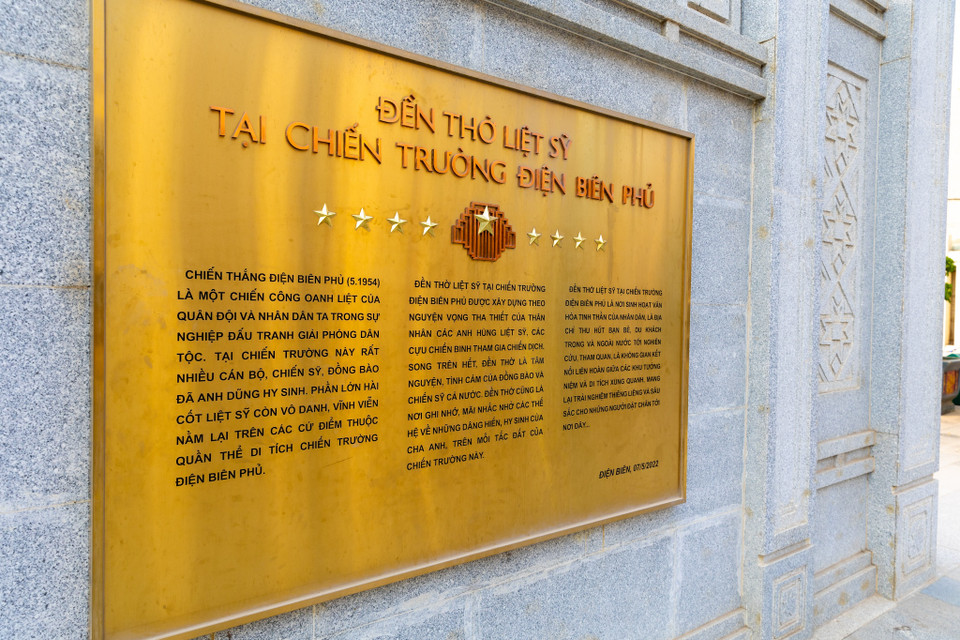 ĐỀN THỜ LIỆT SỸ
TẠI CHIẾN TRƯỜNG ĐIỆN BIÊN PHỦ
CHIẾN THẮNG ĐIỆN BIÊN PHỦ (5.1954)
LÀ MỘT CHIẾN CÔNG OANH LIỆT CỦA
QUÂN ĐỘI VÀ NHÂN DÂN TA TRONG SỰ
NGHIỆP ĐẤU TRANH GIẢI PHÓNG DÂN
TỘC. TẠI CHIẾN TRƯỜNG NÀY RẤT
NHIỀU CÁN BỘ, CHIẾN SỸ, ĐỒNG BÀO
ĐÃ ANH DŨNG HY SINH. PHẦN LỚN HÀI
CỐT LIỆT SỸ CÒN VÔ DANH, VĨNH VIỄN
NẰM LẠI TRÊN CÁC CỨ ĐIỂM THUỘC
QUẦN THỂ DI TÍCH CHIẾN TRƯỜNG
ĐIỆN BIÊN PHỦ.
ĐỀN THỜ LIỆT SỸ TẠI CHIẾN TRƯỜNG
ĐIỆN BIÊN PHỦ ĐƯỢC XÂY DỰNG THEO
NGUYỆN VỌNG THA THIẾT CỦA THÂN
NHÂN CÁC ANH HÙNG LIỆT SỸ, CÁC
CỰU CHIẾN BINH THAM GIA CHIẾN DỊCH.
SONG TRÊN HẾT, ĐỀN THỜ LÀ TÂM
NGUYỆN, TÌNH CẢM CỦA ĐỒNG BÀO VÀ
CHIẾN SỸ CẢ NƯỚC. ĐỀN THỜ CŨNG LÀ
NƠI GHI NHỚ, MÃI NHẮC NHỚ CÁC THẾ
HỆ VỀ NHỮNG DÂNG HIẾN, HY SINH CỦA
CHA ANH, TRÊN MỖI TẤC ĐẤT CỦA
CHIẾN TRƯỜNG NÀY.
ĐỀN THỜ LIỆT SỸ TẠI CHIẾN TRƯỜNG
ĐIỆN BIÊN PHỦ LÀ NƠI SINH HOẠT VĂN
HÓA TINH THẦN CỦA NHÂN DÂN, LÀ ĐỊA
CHỈ THU HÚT BẠN BÈ, DU KHÁCH
TRONG VÀ NGOÀI NƯỚC TỚI NGHIÊN
CỨU, THAM QUAN, LÀ KHÔNG GIAN KẾT
NỐI LIÊN HOÀN GIỮA CÁC KHU TƯỞNG
NIỆM VÀ DI TÍCH XUNG QUANH, MANG
LẠI TRẢI NGHIỆM THIÊNG LIÊNG VÀ SÂU
SẮC CHO NHỮNG NGƯỜI ĐẶT CHÂN TỚI
NƠI ĐÂY...
ĐIỆN BIÊN, 07/5/2022